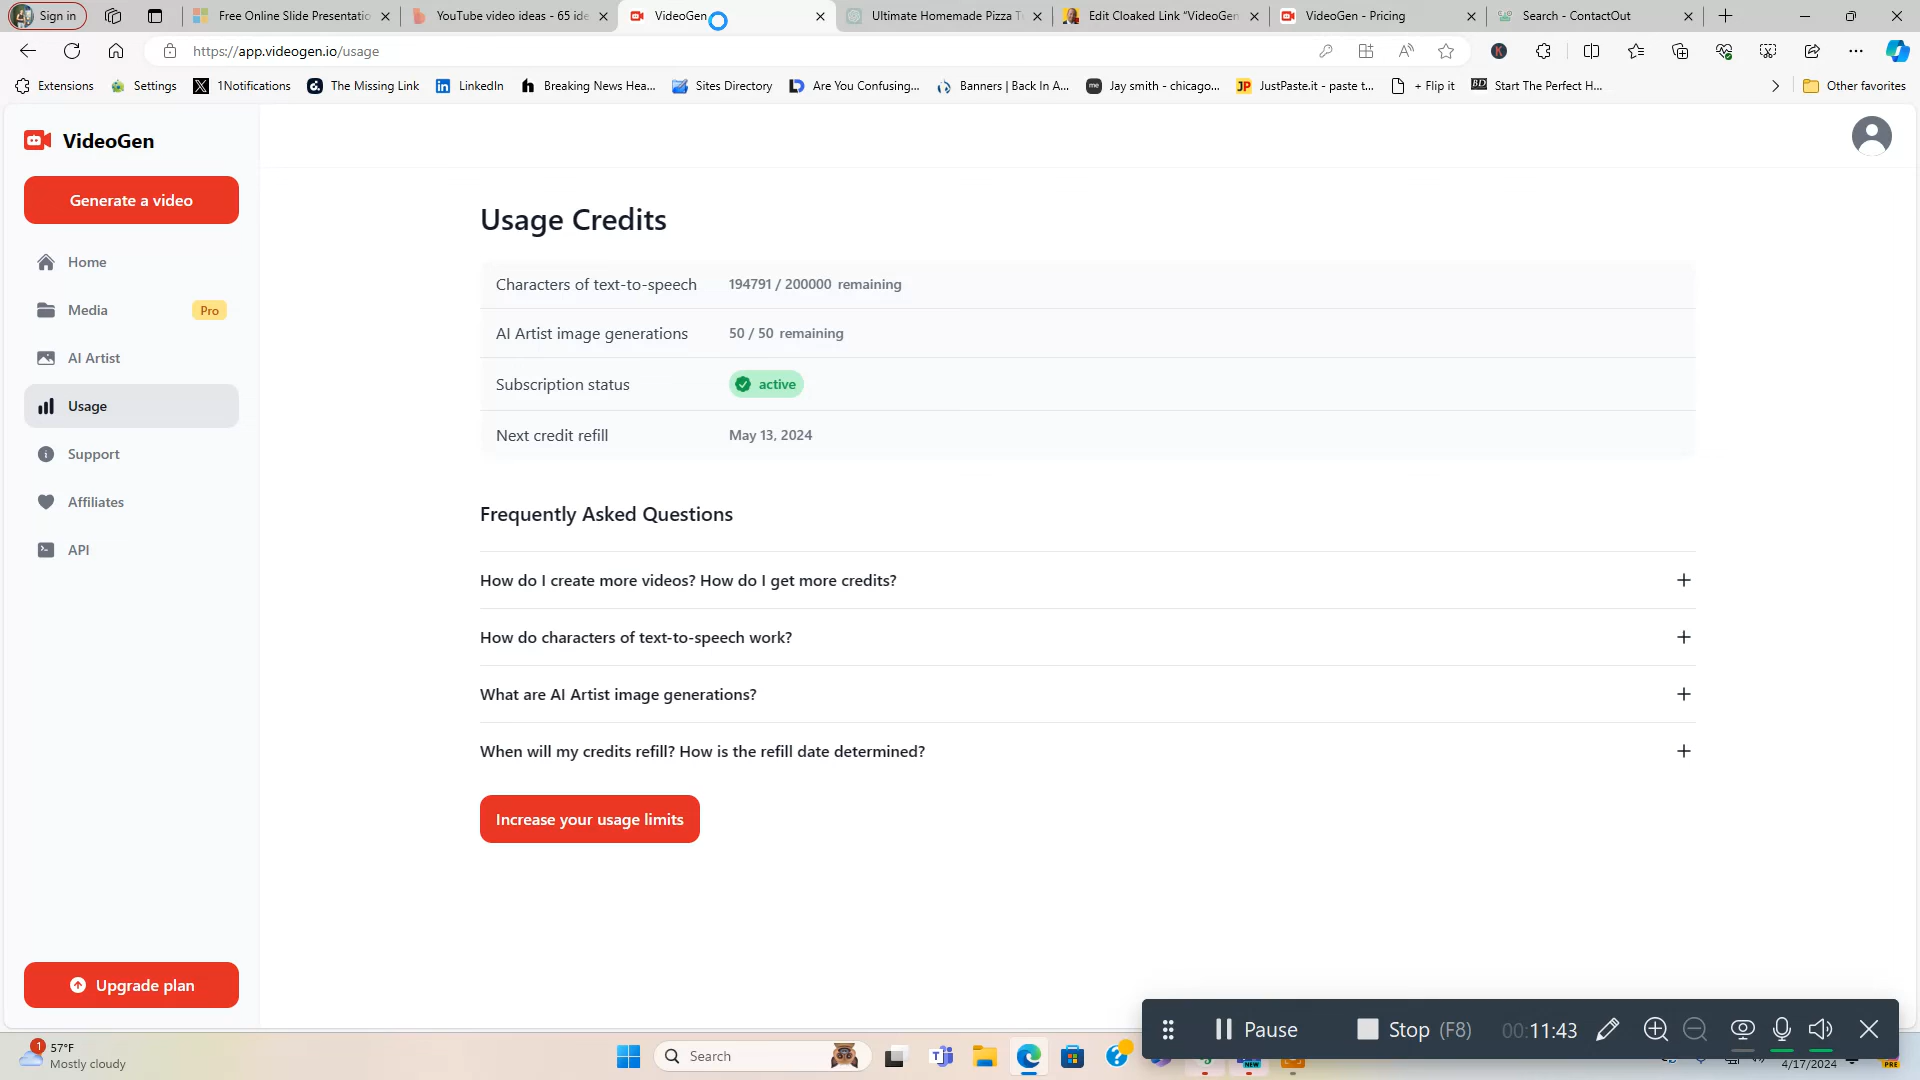 Sign in
Free Online Slide Presentatio
YouTube video ideas - 65 ide
VideoGen
Ultimate Homemade Pizza T
Edit Cloaked Link "VideoGen
VideoGen - Pricing
Search - ContactOut
https://app.videogen.io/usage
Extensions
Settings
1Notifications
The Missing Link
LinkedIn
Breaking News Hea...
Sites Directory
Are You Confusing...
Banners | Back In A...
Jay smith - chicago...
JustPaste.it - paste t...
+ Flip it
Start The Perfect H...
Other favorites
VideoGen
Generate a video
Home
Media
Pro
AI Artist
Usage
Support
Affiliates
API
Upgrade plan
Usage Credits
Characters of text-to-speech 194791 / 200000 remaining
AI Artist image generations 50 / 50 remaining
Subscription status active
Next credit refill May 13, 2024
Frequently Asked Questions
How do I create more videos? How do I get more credits?
How do characters of text-to-speech work?
What are AI Artist image generations?
When will my credits refill? How is the refill date determined?
Increase your usage limits
Pause
Stop (F8)
00:11:43
1
57°F
Mostly cloudy
Search
4/17/2024